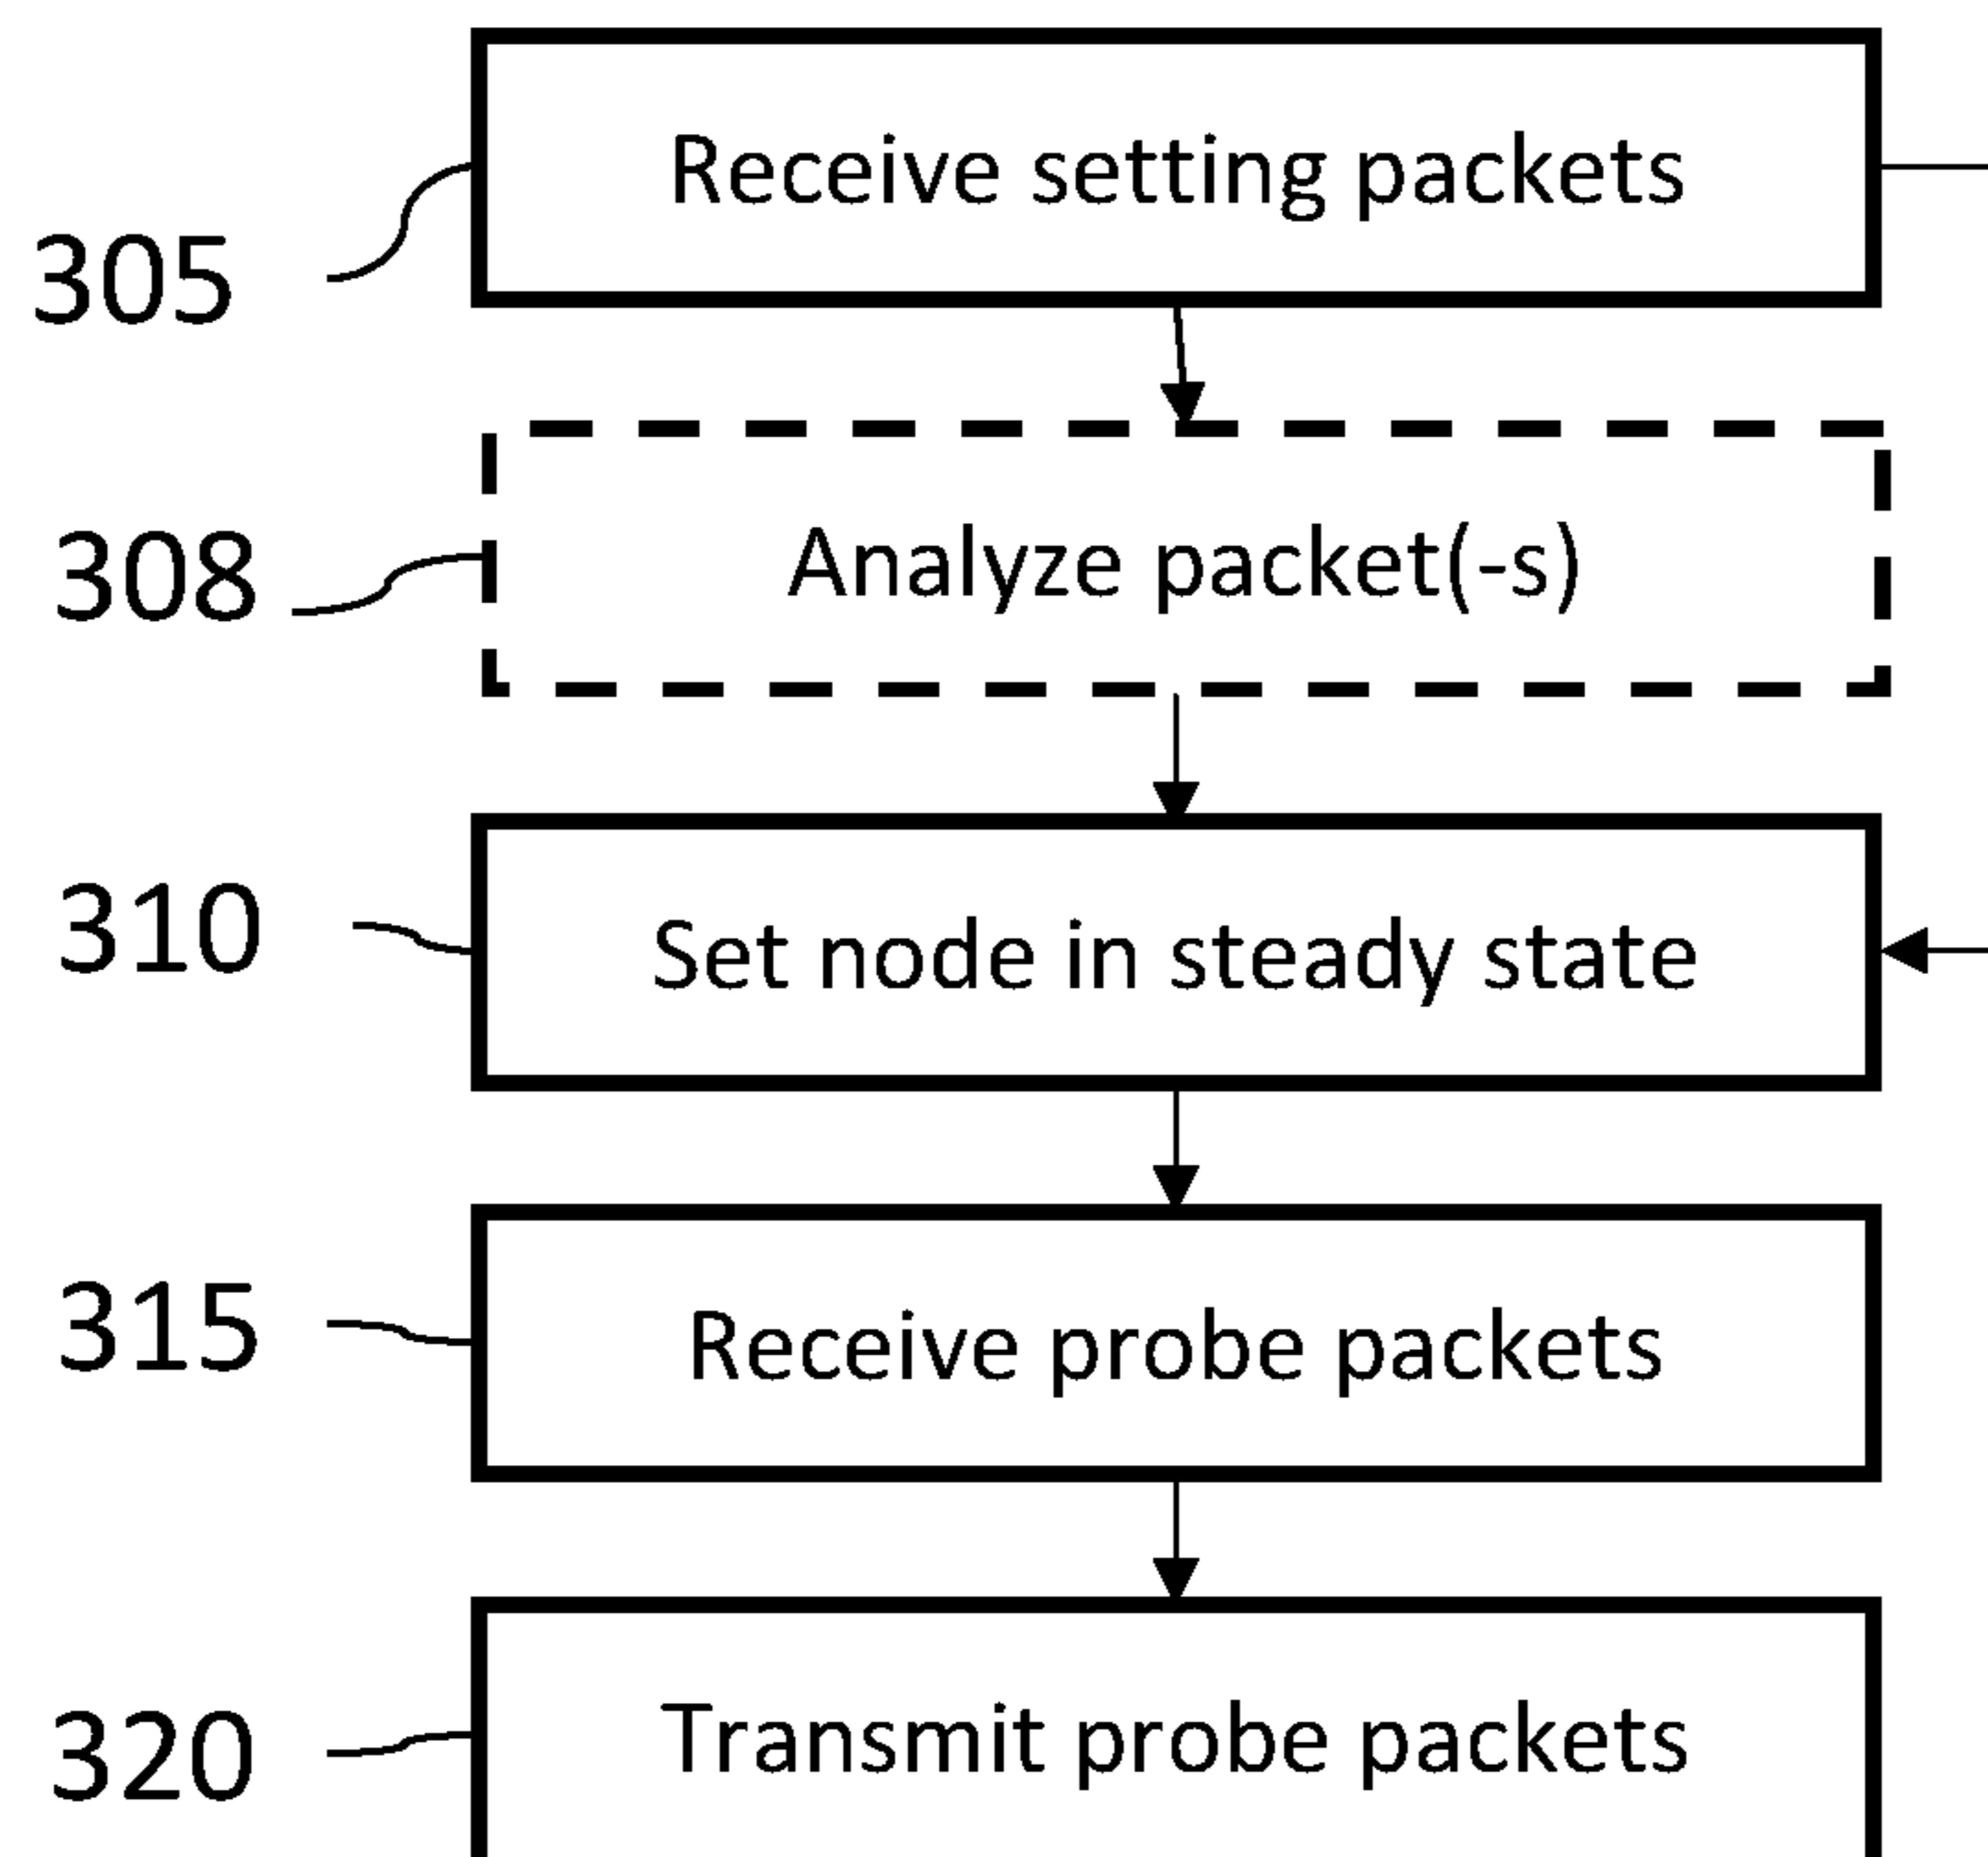 Receive setting packets
305
Analyze packet(-s)
308
Set node in steady state
310
Receive probe packets
315
Transmit probe packets
320